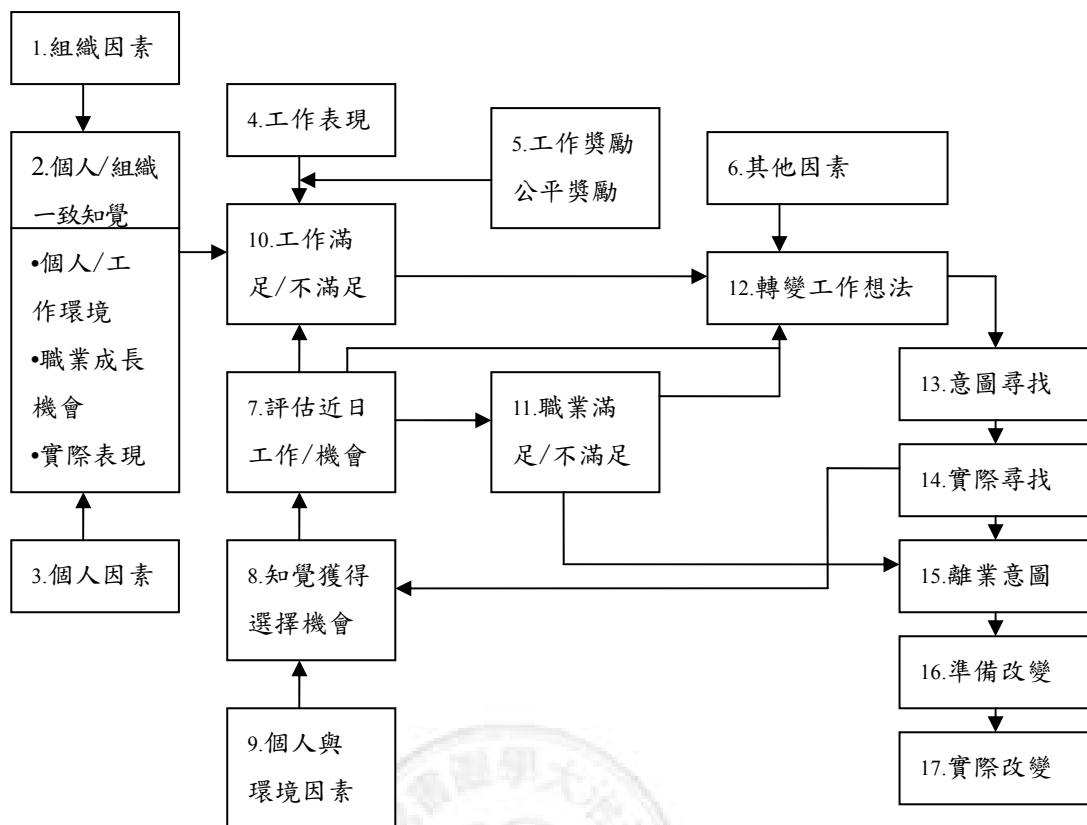 1.組織因素
2.個人/組織
一致知覺
•個人/工
作環境
•職業成長
機會
•實際表現
3.個人因素
4.工作表現
5.工作獎勵
公平獎勵
6.其他因素
10.工作滿
足/不滿足
12.轉變工作想法
7.評估近日
工作/機會
11.職業滿
足/不滿足
8.知覺獲得
選擇機會
9.個人與
環境因素
13.意圖尋找
14.實際尋找
15.離業意圖
16.準備改變
17.實際改變